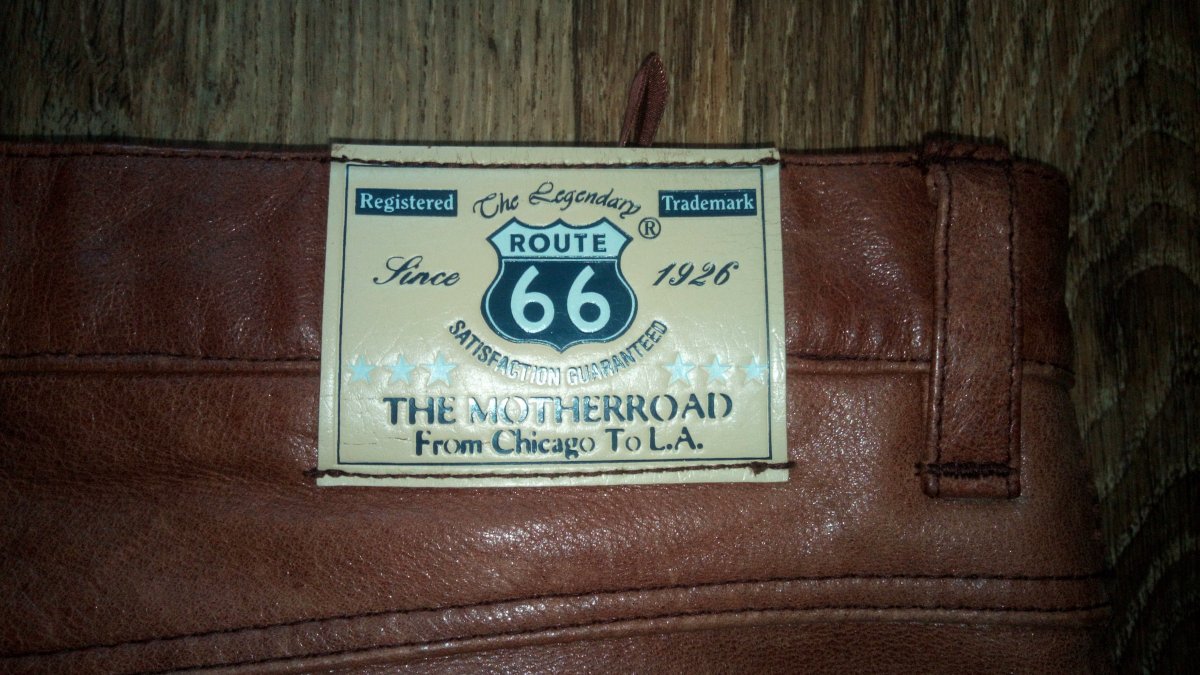 Registered
The Legendary
Trademark
®
ROUTE
Since
66
1926
SATISFACTION GUARANTEED
THE MOTHERROAD
From Chicago To L.A.